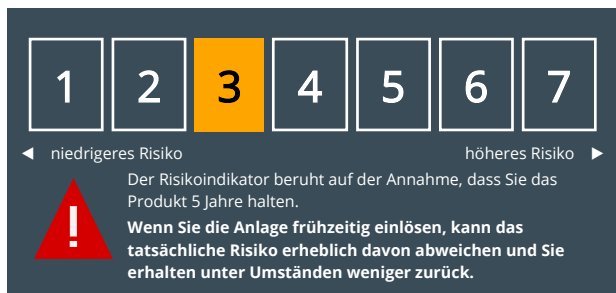 1 2 3 4 5 6 7
◄ niedrigeres Risiko höheres Risiko ►
Der Risikoindikator beruht auf der Annahme, dass Sie das
Produkt 5 Jahre halten.
Wenn Sie die Anlage frühzeitig einlösen, kann das
tatsächliche Risiko erheblich davon abweichen und Sie
erhalten unter Umständen weniger zurück.
!